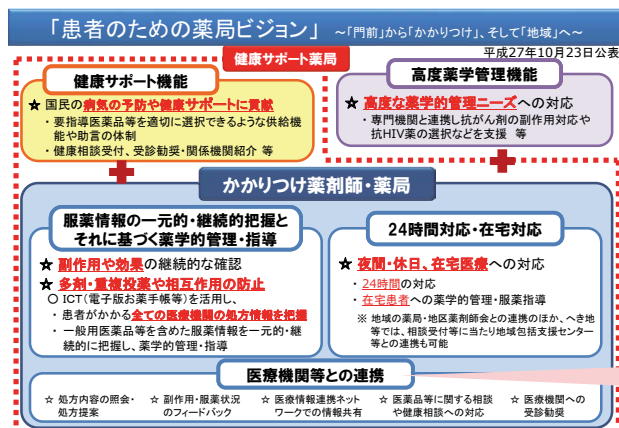 「患者のための薬局ビジョン」 ～「門前」から「かかりつけ」、そして「地域」へ～
平成27年10月23日公表
健康サポート薬局
健康サポート機能
☆ 国民の病気の予防や健康サポートに貢献
・要指導医薬品等を適切に選択できるような供給機
能や助言の体制
・健康相談受付、受診勧奨・関係機関紹介 等
高度薬学管理機能
☆ 高度な薬学的管理ニーズへの対応
・専門機関と連携し抗がん剤の副作用対応や
抗HIV薬の選択などを支援 等
かかりつけ薬剤師・薬局
服薬情報の一元的・継続的把握と
それに基づく薬学的管理・指導
☆ 副作用や効果の継続的な確認
☆ 多剤・重複投薬や相互作用の防止
○ ICT(電子版お薬手帳等)を活用し、
・患者がかかる全ての医療機関の処方情報を把握
・一般用医薬品等を含めた服薬情報を一元的・継
続的に把握し、薬学的管理・指導
24時間対応・在宅対応
☆ 夜間・休日、在宅医療への対応
・24時間の対応
・在宅患者への薬学的管理・服薬指導
※ 地域の薬局・地区薬剤師会との連携のほか、へき地
等では、相談受付等に当たり地域包括支援センター
等との連携も可能
医療機関等との連携
☆ 処方内容の照会・
処方提案
☆ 副作用・服薬状況
のフィードバック
☆ 医療情報連携ネット
ワークでの情報共有
☆ 医薬品等に関する相談
や健康相談への対応
☆ 医療機関への
受診勧奨